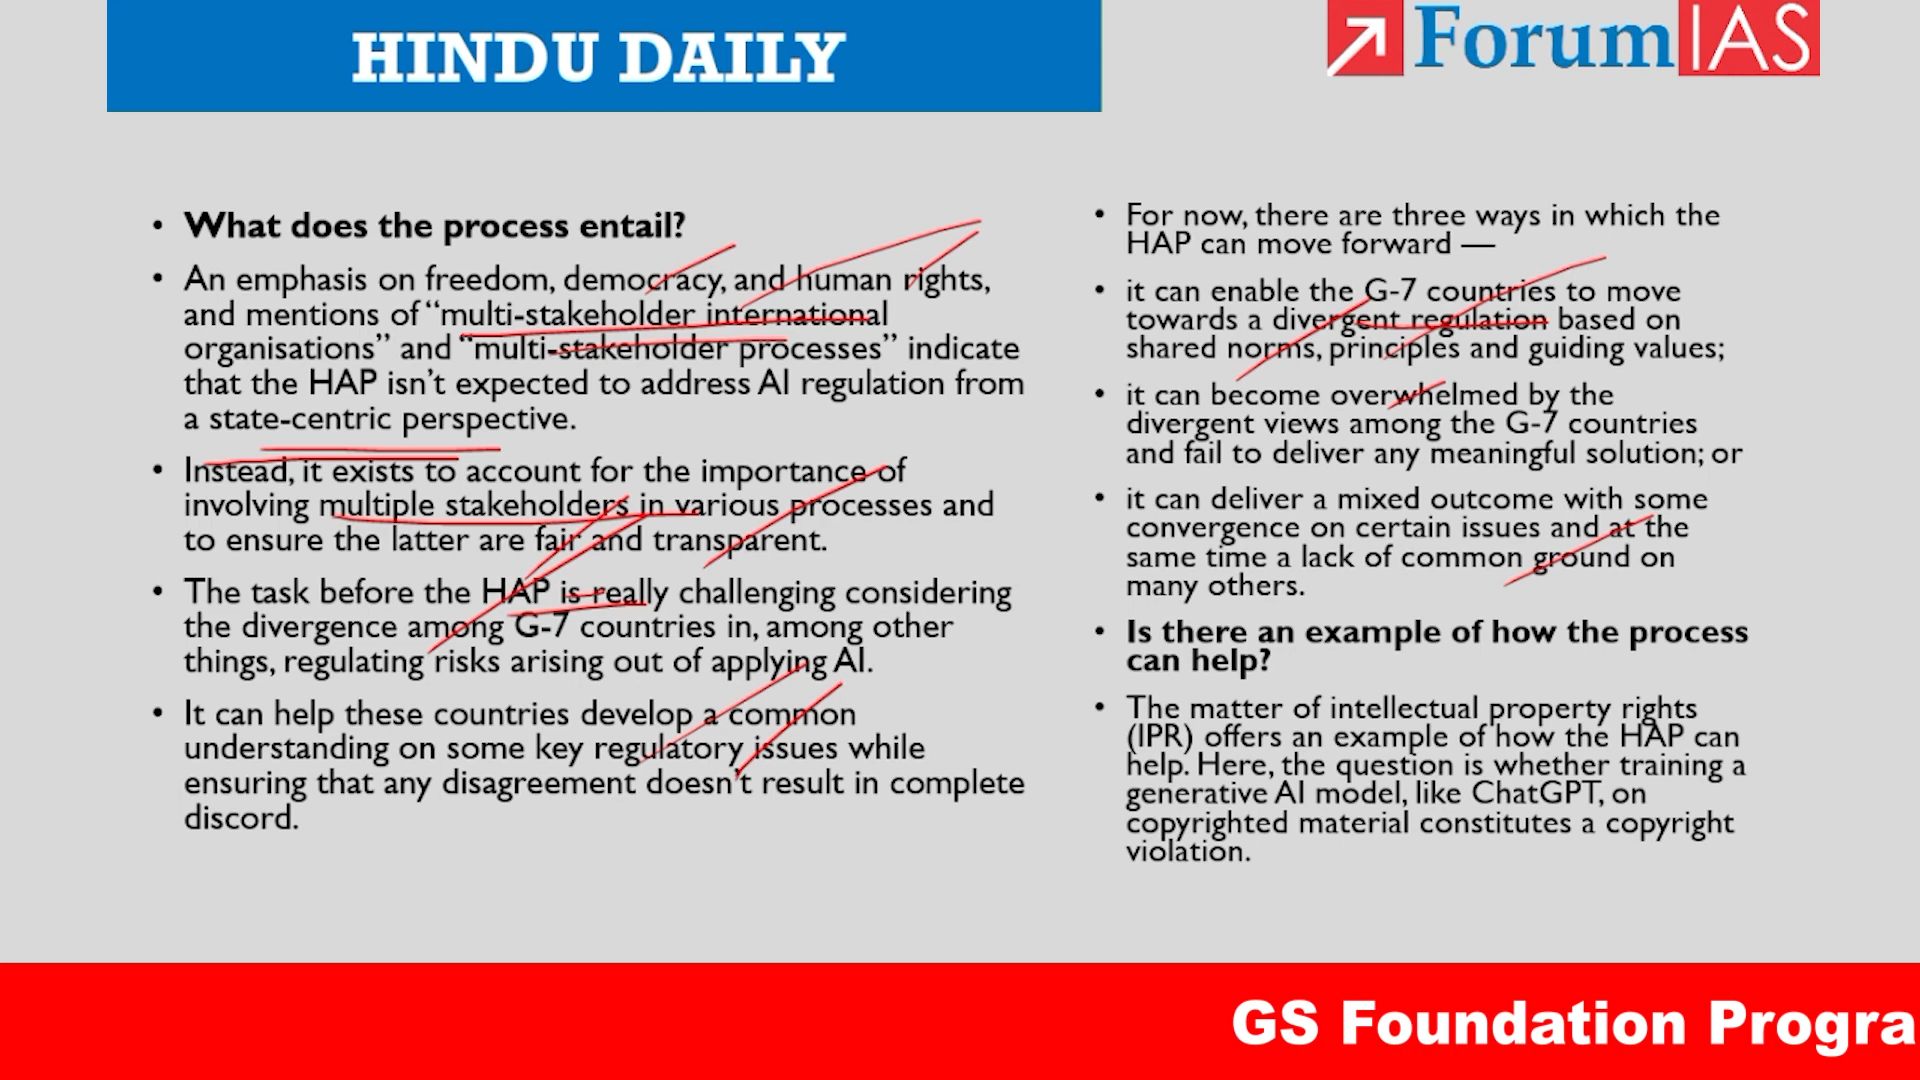 HINDU DAILY
ForumIAS
• What does the process entail?
• An emphasis on freedom, democracy, and human rights,
and mentions of “multi-stakeholder international
organisations” and “multi-stakeholder processes” indicate
that the HAP isn’t expected to address AI regulation from
a state-centric perspective.
• Instead, it exists to account for the importance of
involving multiple stakeholders in various processes and
to ensure the latter are fair and transparent.
• The task before the HAP is really challenging considering
the divergence among G-7 countries in, among other
things, regulating risks arising out of applying AI.
• It can help these countries develop a common
understanding on some key regulatory issues while
ensuring that any disagreement doesn’t result in complete
discord.
• For now, there are three ways in which the
HAP can move forward —
• it can enable the G-7 countries to move
towards a divergent regulation based on
shared norms, principles and guiding values;
• it can become overwhelmed by the
divergent views among the G-7 countries
and fail to deliver any meaningful solution; or
• it can deliver a mixed outcome with some
convergence on certain issues and at the
same time a lack of common ground on
many others.
• Is there an example of how the process
can help?
• The matter of intellectual property rights
(IPR) offers an example of how the HAP can
help. Here, the question is whether training a
generative AI model, like ChatGPT, on
copyrighted material constitutes a copyright
violation.
GS Foundation Progra